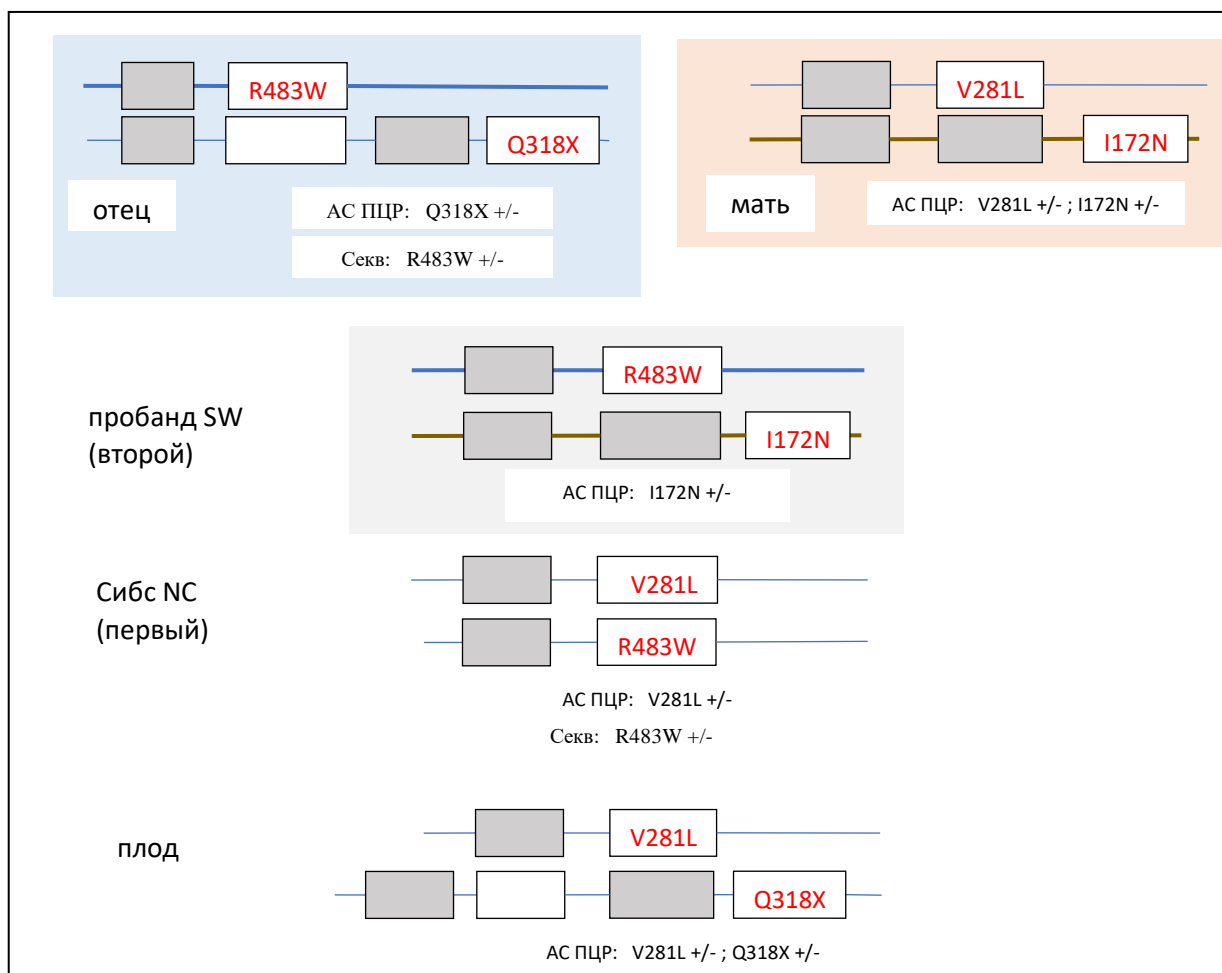 R483W
Q318X
отец
АС ПЦР: Q318X +/-
Секв: R483W +/-
V281L
I172N
мать
АС ПЦР: V281L +/- ; I172N +/-
пробанд SW
(второй)
R483W
I172N
АС ПЦР: I172N +/-
Сибс NC
(первый)
V281L
R483W
АС ПЦР: V281L +/-
Секв: R483W +/-
плод
V281L
Q318X
АС ПЦР: V281L +/- ; Q318X +/-